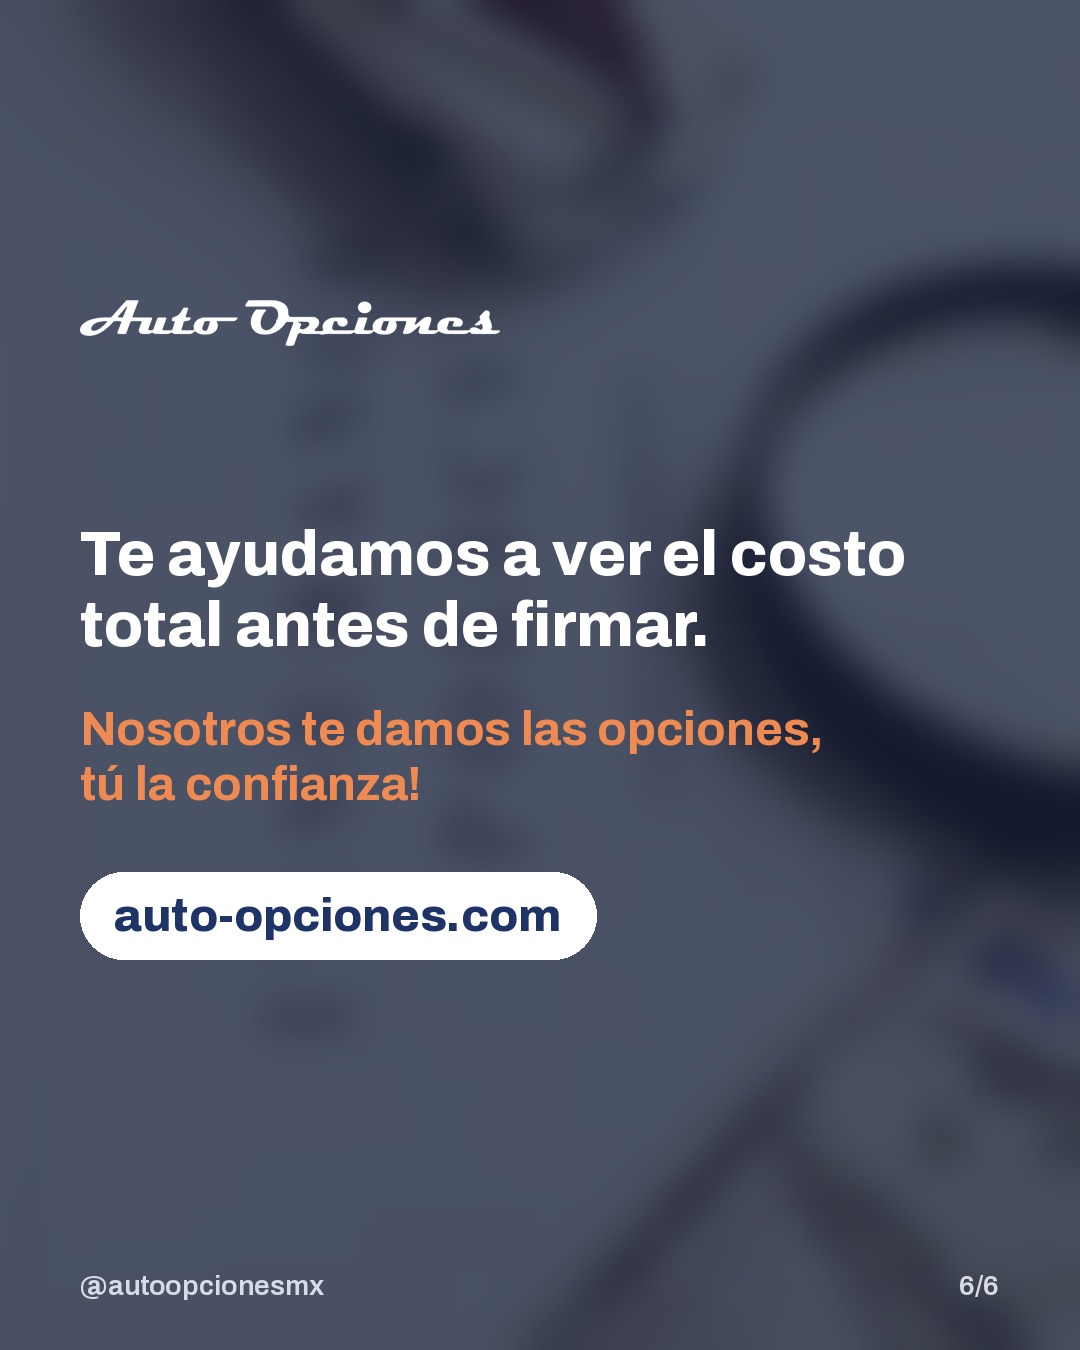 Auto Opciones
Te ayudamos a ver el costo
total antes de firmar.
Nosotros te damos las opciones,
tú la confianza!
auto-opciones.com
@autoopcionesmx
6/6